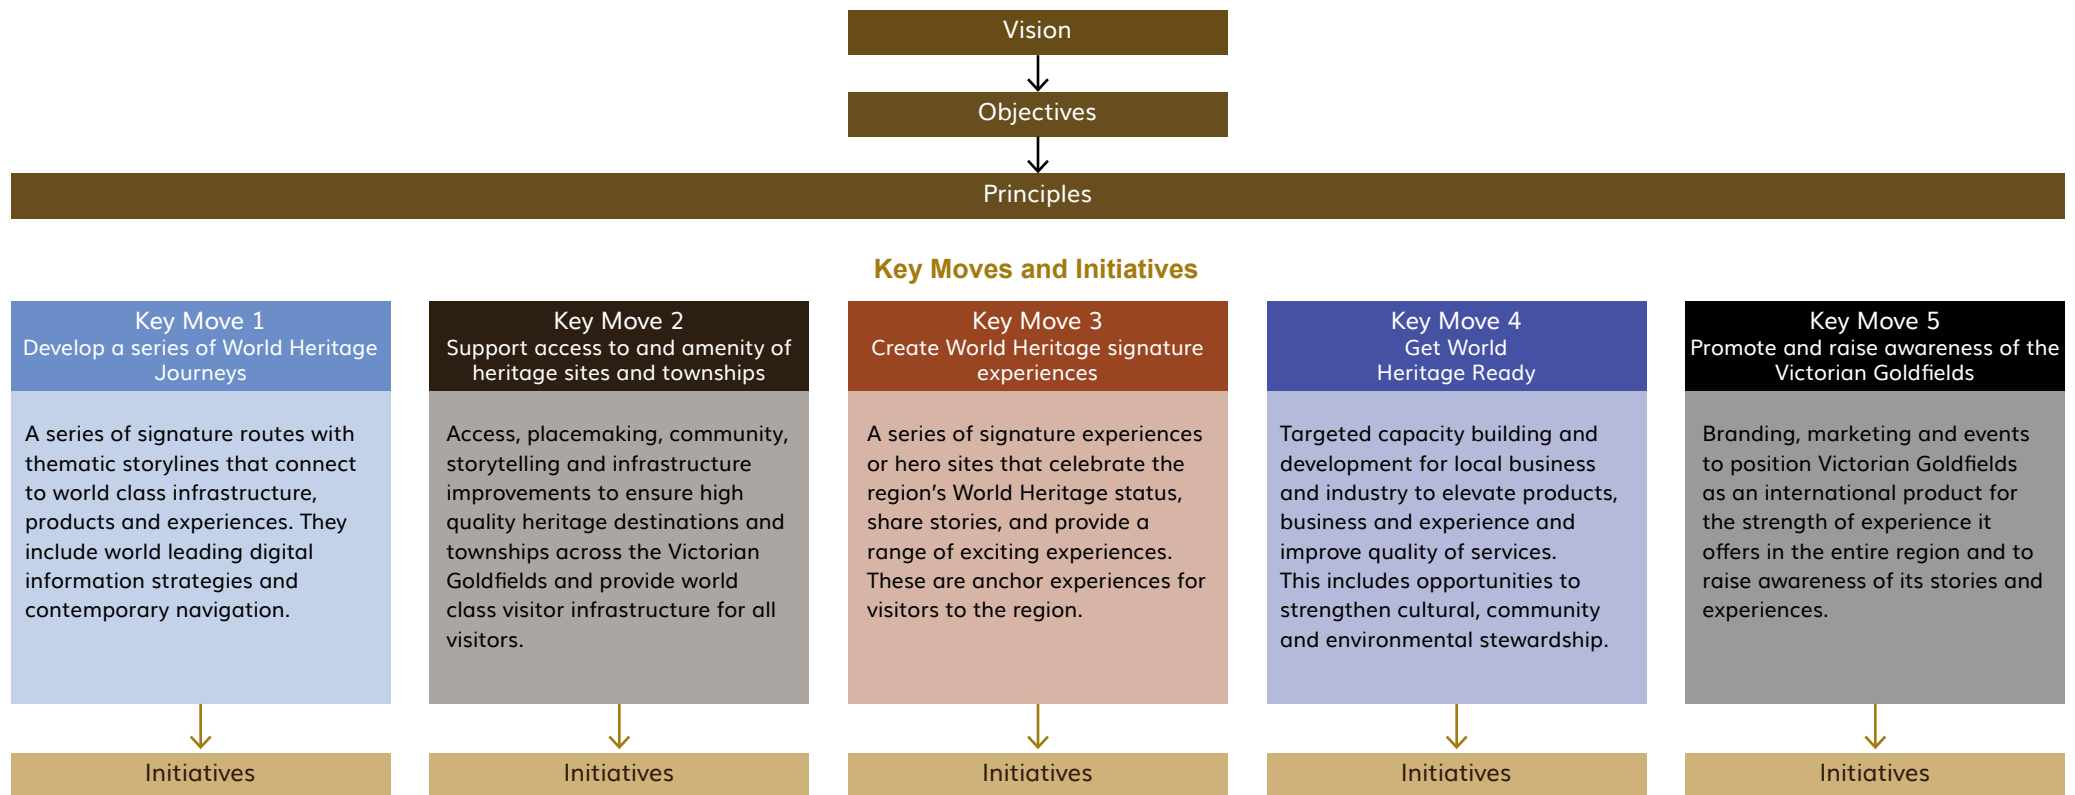 Vision
Objectives
Principles
Key Moves and Initiatives
Key Move 1
Develop a series of World Heritage
Journeys
A series of signature routes with
thematic storylines that connect
to world class infrastructure,
products and experiences. They
include world leading digital
information strategies and
contemporary navigation.
Initiatives
Key Move 2
Support access to and amenity of
heritage sites and townships
Access, placemaking, community,
storytelling and infrastructure
improvements to ensure high
quality heritage destinations and
townships across the Victorian
Goldfields and provide world
class visitor infrastructure for all
visitors.
Initiatives
Key Move 3
Create World Heritage signature
experiences
A series of signature experiences
or hero sites that celebrate the
region's World Heritage status,
share stories, and provide a
range of exciting experiences.
These are anchor experiences for
visitors to the region.
Initiatives
Key Move 4
Get World
Heritage Ready
Targeted capacity building and
development for local business
and industry to elevate products,
business and experience and
improve quality of services.
This includes opportunities to
strengthen cultural, community
and environmental stewardship.
Initiatives
Key Move 5
Promote and raise awareness of the
Victorian Goldfields
Branding, marketing and events
to position Victorian Goldfields
as an international product for
the strength of experience it
offers in the entire region and to
raise awareness of its stories and
experiences.
Initiatives